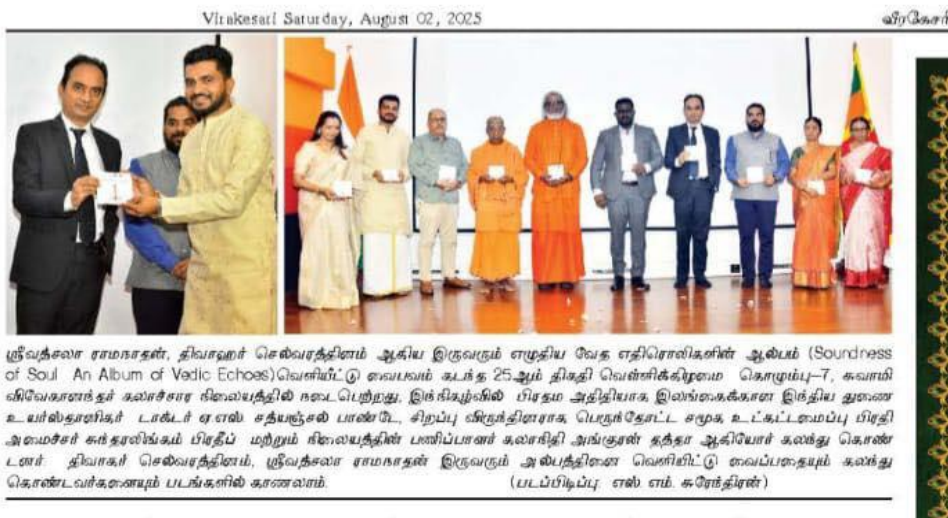 Virakesari Saturday, August 02, 2025
வீரகேசரி
ஸ்ரீவத்சலா ராமநாதன், திவாஹர் செல்வரத்தினம் ஆகிய இருவரும் எழுதிய வேத எதிரொலிகளின் ஆல்பம் (Soundness
of Soul An Album of Vedic Echoes)வெளியீட்டு வைபவம் கடந்த 25ஆம் திகதி வெள்ளிக்கிழமை கொழும்பு–7, சுவாமி
விவேகானந்தர் கலாச்சார நிலையத்தில் நடைபெற்றது, இந்நிகழ்வில் பிரதம அதிதியாக இலங்கைக்கான இந்திய துணை
உயர்ஸ்தானிகர் டாக்டர் ஏ.எஸ். சத்யஞ்சல் பாண்டே, சிறப்பு விருந்தினராக பெருந்தோட்ட சமூக உட்கட்டமைப்பு பிரதி
அமைச்சர் சுந்தரலிங்கம் பிரதீப் மற்றும் நிலையத்தின் பணிப்பாளர் கலாநிதி அங்குரன் தத்தா ஆகியோர் கலந்து கொண்
டனர். திவாகர் செல்வரத்தினம், ஸ்ரீவத்சலா ராமநாதன் இருவரும் அல்பத்தினை வெளியிட்டு வைப்பதையும் கலந்து
கொண்டவர்களையும் படங்களில் காணலாம். (படப்பிடிப்பு. எஸ். எம். சுரேந்திரன்)